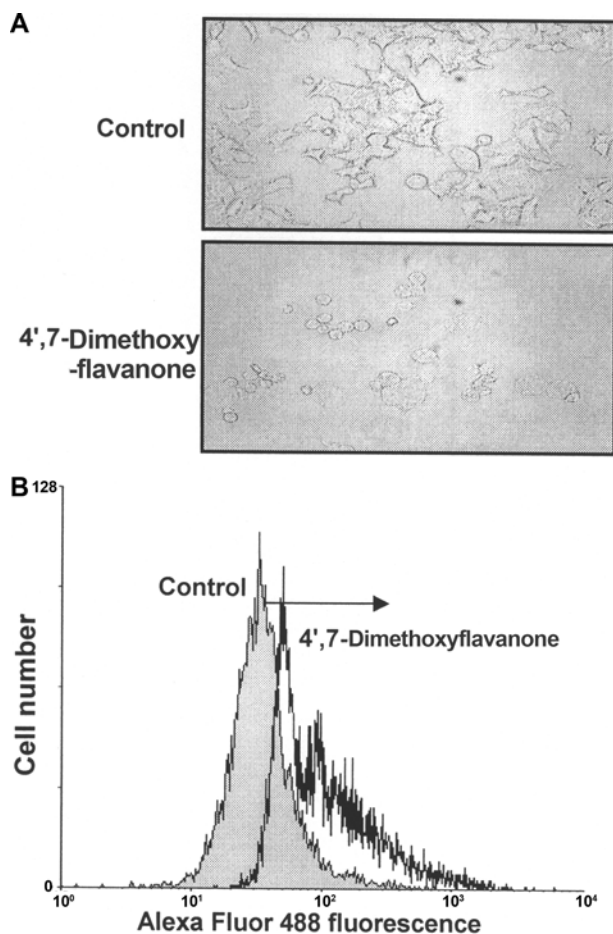 A
Control
4',7-Dimethoxy
-flavanone
B
128
Control
4',7-Dimethoxyflavanone
Cell number
0
10⁰ 10¹ 10² 10³ 10⁴
Alexa Fluor 488 fluorescence